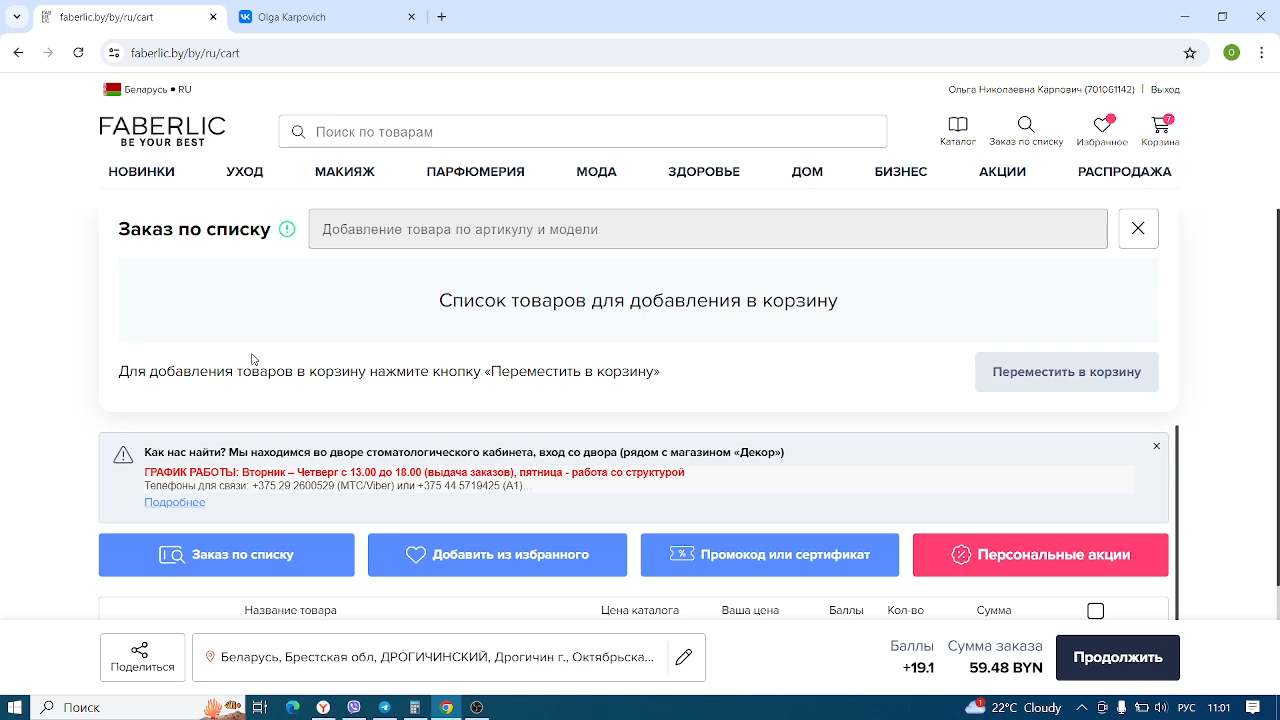 faberlic.by/by/ru/cart
Olga Karpovich
faberlic.by/by/ru/cart
O
Беларусь • RU
Ольга Николаевна Карпович (701061142) | Выход
FABERLIC
BE YOUR BEST
Поиск по товарам
Каталог
Заказ по списку
Избранное
7
Корзина
НОВИНКИ УХОД МАКИЯЖ ПАРФЮМЕРИЯ МОДА ЗДОРОВЬЕ ДОМ БИЗНЕС АКЦИИ РАСПРОДАЖА
Заказ по списку
Добавление товара по артикулу и модели
Список товаров для добавления в корзину
Для добавления товаров в корзину нажмите кнопку «Переместить в корзину»
Переместить в корзину
Как нас найти? Мы находимся во дворе стоматологического кабинета, вход со двора (рядом с магазином «Декор»)
ГРАФИК РАБОТЫ: Вторник – Четверг с 13.00 до 18.00 (выдача заказов), пятница - работа со структурой
Телефоны для связи: +375 29 2600529 (МТС/Viber) или +375 44 5719425 (А1)...
Подробнее
Заказ по списку
Добавить из избранного
Промокод или сертификат
Персональные акции
Название товара Цена каталога Ваша цена Баллы Кол-во Сумма
Поделиться
Беларусь, Брестская обл, ДРОГИЧИНСКИЙ, Дрогичин г., Октябрьска...
Баллы Сумма заказа
+19.1 59.48 BYN
Продолжить
Поиск
1
22°C Cloudy
РУС
11:01